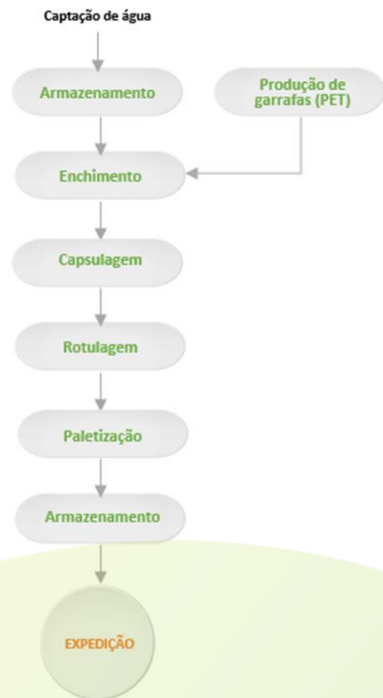 Captação de água
Armazenamento
Produção de
garrafas (PET)
Enchimento
Capsulagem
Rotulagem
Paletização
Armazenamento
EXPEDIÇÃO